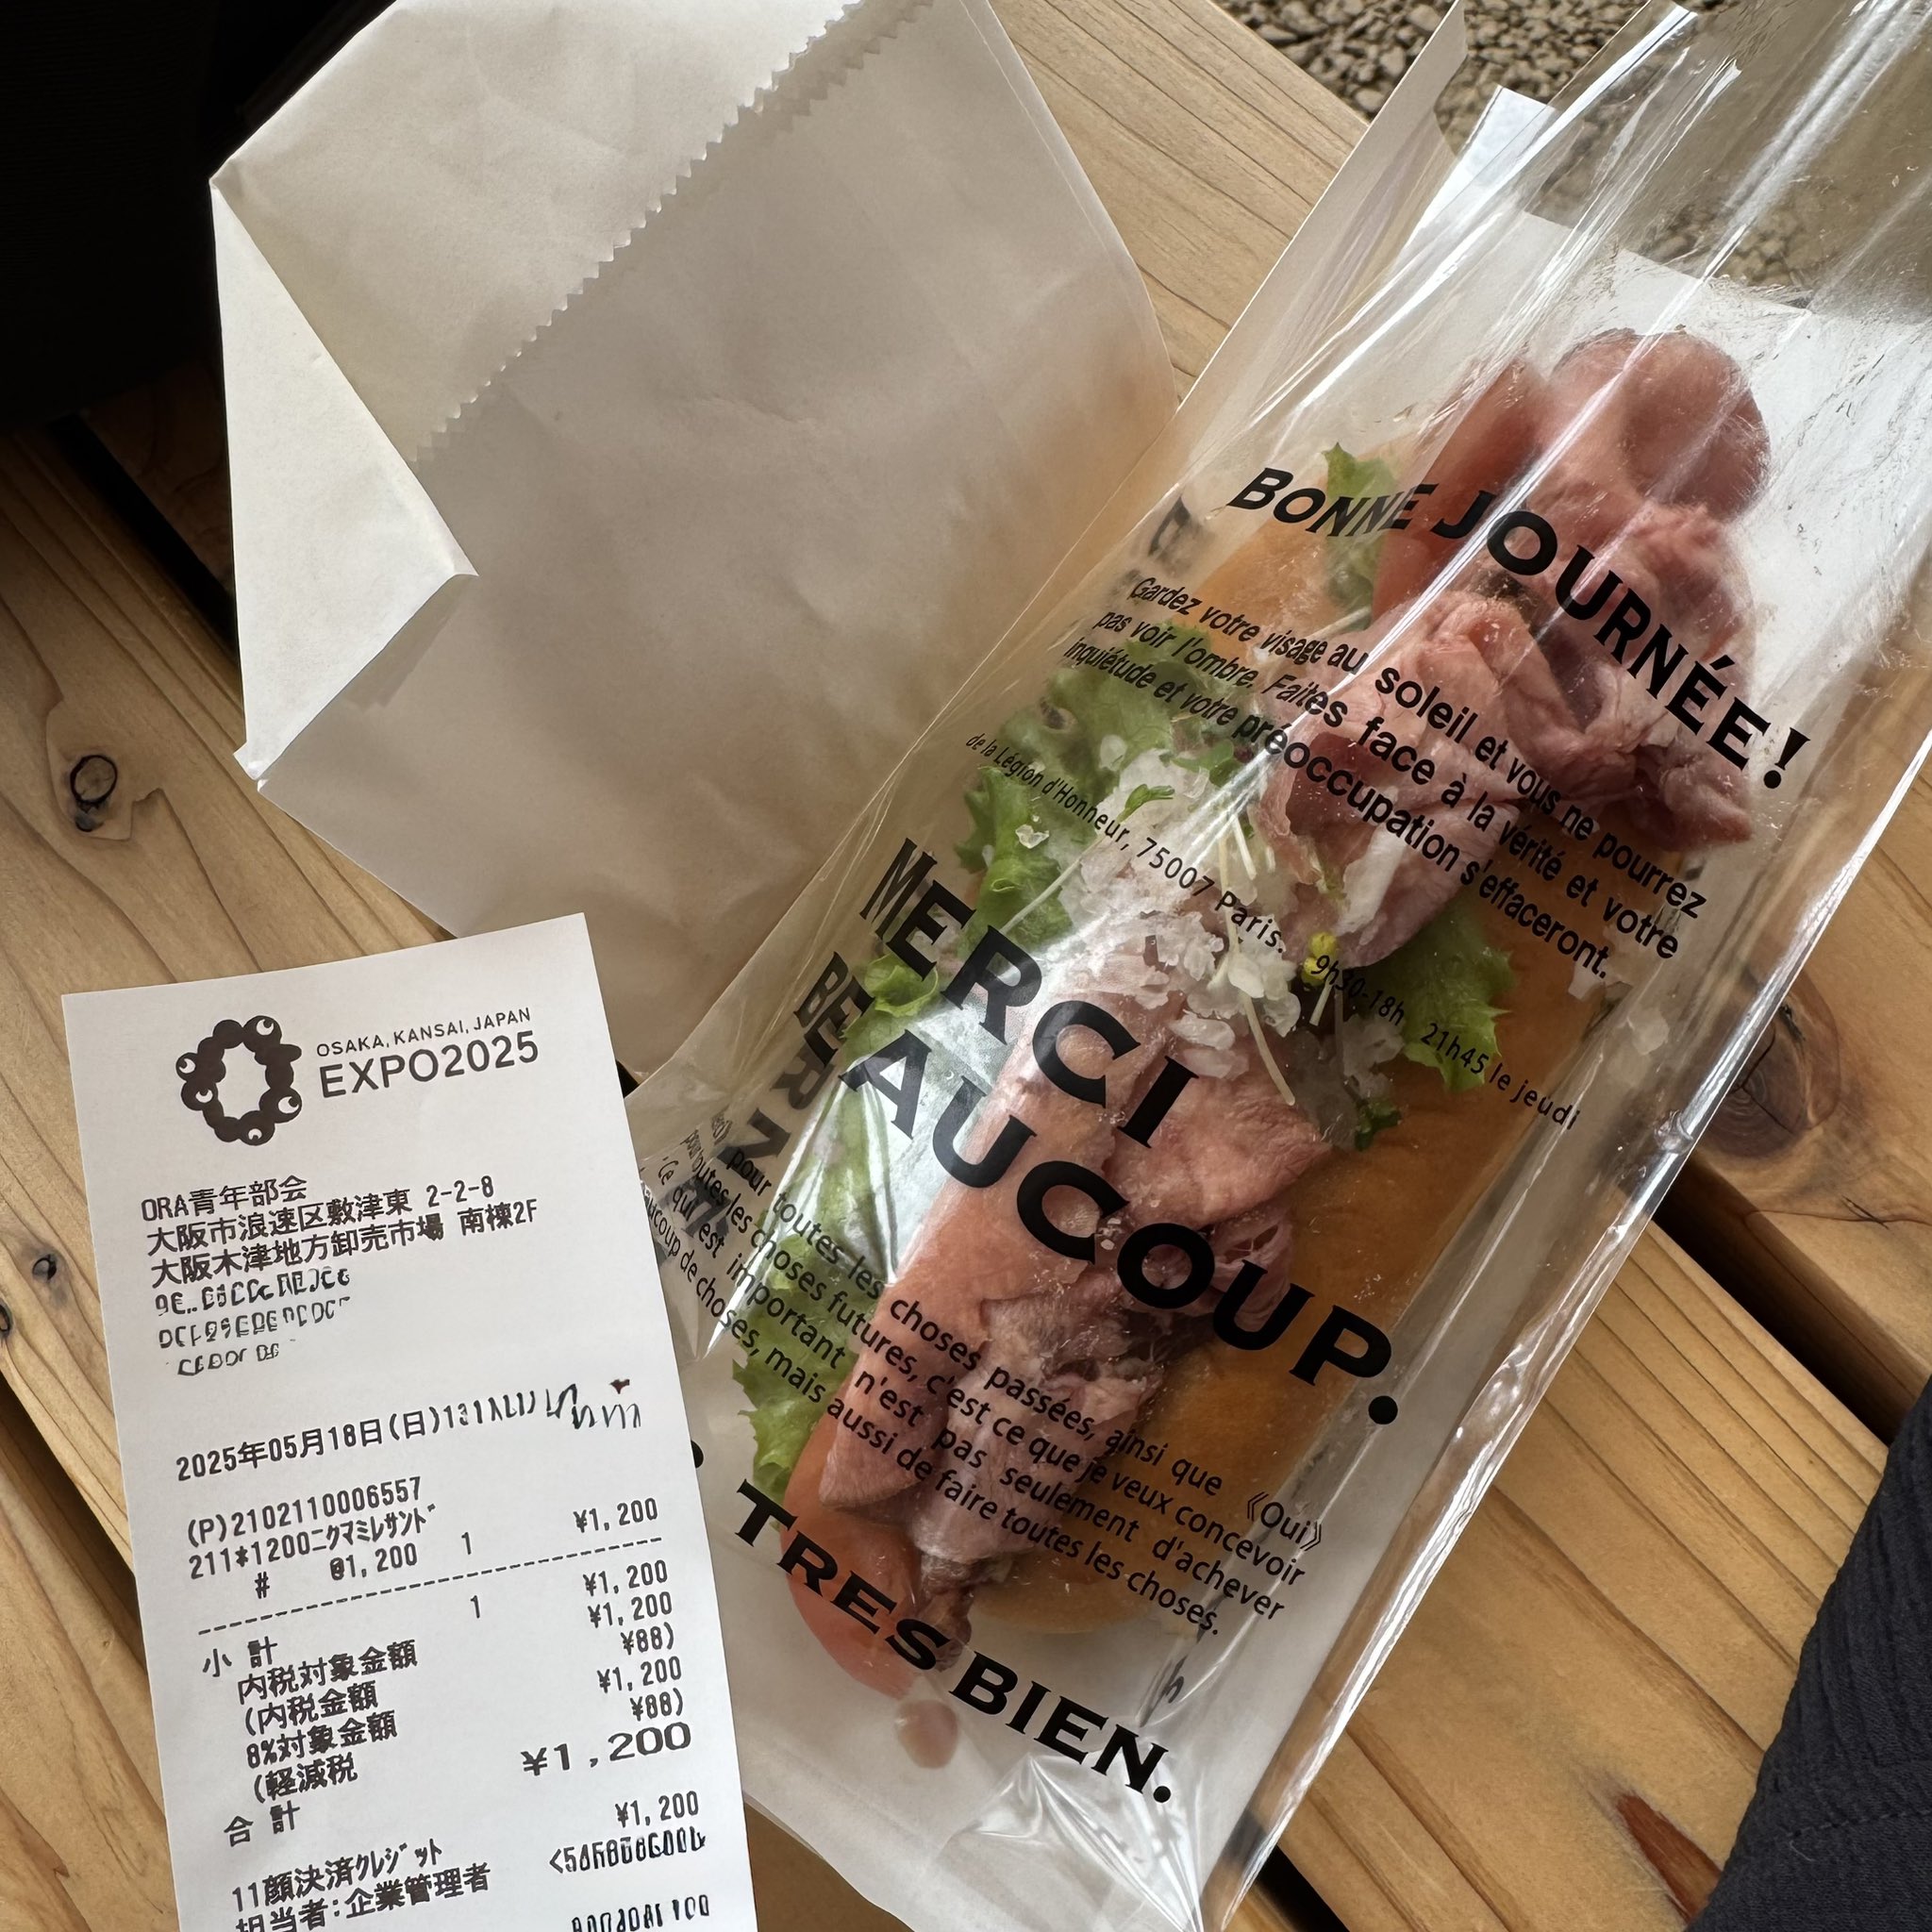 OSAKA, KANSAI, JAPAN
EXPO2025
ORA青年部会
大阪市浪速区敷津東 2-2-8
大阪木津地方卸売市場 南棟2F
2025年05月18日(日)
(P)2102110006557
211*1200ニクマミレサンド ¥1,200
# @1,200 1
小 計 1 ¥1,200
内税対象金額 ¥1,200
(内税金額 ¥88)
8%対象金額 ¥1,200
(軽減税 ¥88)
合 計 ¥1,200
11顔決済クレジット ¥1,200
担当者:企業管理者
BONNE JOURNÉE!
Gardez votre visage au soleil et vous ne pourrez
pas voir l'ombre. Faites face à la vérité et votre
inquiétude et votre préoccupation s'effaceront.
de la Légion d'Honneur, 75007 Paris. 9h30-18h 21h45 le jeudi
MERCI
BEAUCOUP.
pour toutes les choses passées, ainsi que 《Oui》
pour toutes les choses futures, c'est ce que je veux concevoir
Ce qui est important n'est pas seulement d'achever
beaucoup de choses, mais aussi de faire toutes les choses.
TRES BIEN.